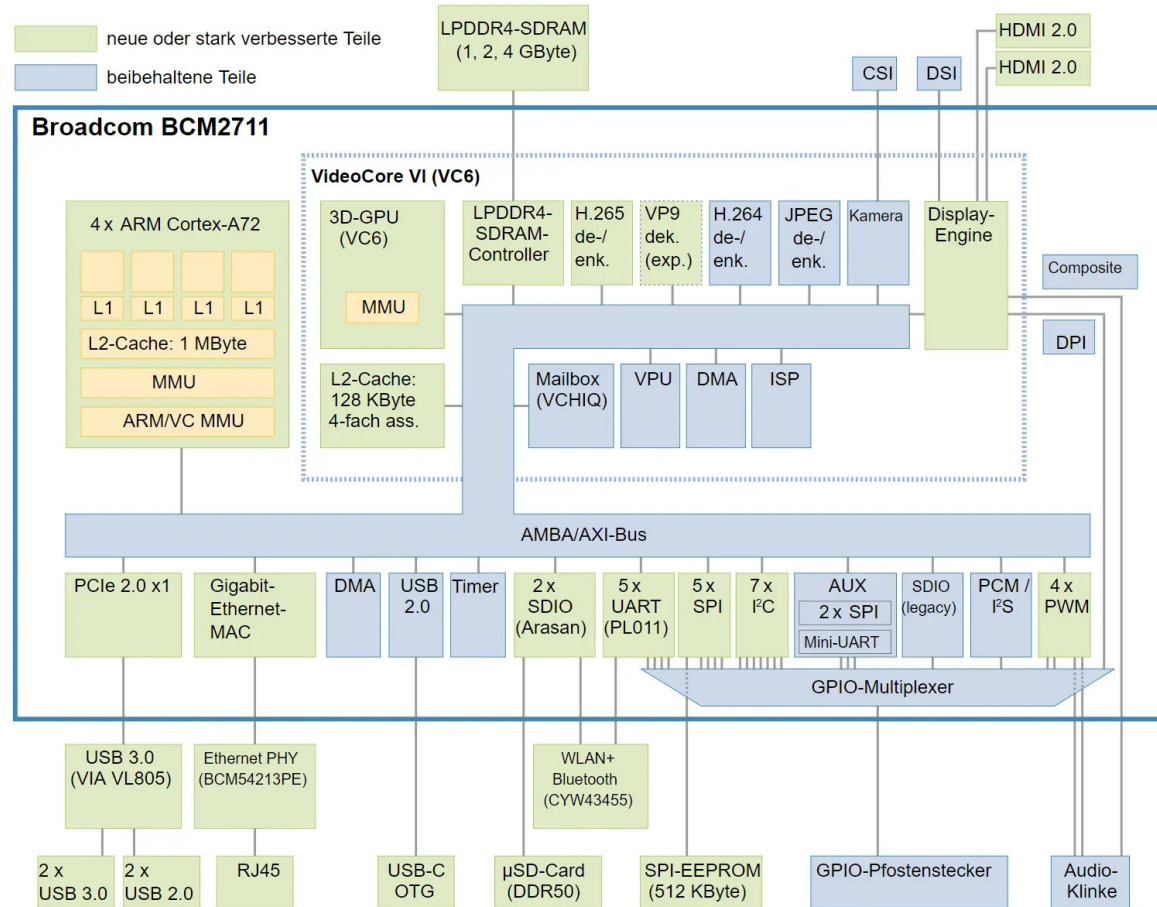 neue oder stark verbesserte Teile
beibehaltene Teile
LPDDR4-SDRAM
(1, 2, 4 GByte)
CSI
DSI
HDMI 2.0
HDMI 2.0
Broadcom BCM2711
VideoCore VI (VC6)
4 x ARM Cortex-A72
L1
L1
L1
L1
L2-Cache: 1 MByte
MMU
ARM/VC MMU
3D-GPU
(VC6)
MMU
LPDDR4-
SDRAM-
Controller
H.265
de-/
enk.
VP9
dek.
(exp.)
H.264
de-/
enk.
JPEG
de-/
enk.
Kamera
Display-
Engine
Composite
DPI
L2-Cache:
128 KByte
4-fach ass.
Mailbox
(VCHIQ)
VPU
DMA
ISP
AMBA/AXI-Bus
PCIe 2.0 x1
Gigabit-
Ethernet-
MAC
DMA
USB
2.0
Timer
2 x
SDIO
(Arasan)
5 x
UART
(PL011)
5 x
SPI
7 x
I²C
AUX
2 x SPI
Mini-UART
SDIO
(legacy)
PCM /
I²S
4 x
PWM
GPIO-Multiplexer
USB 3.0
(VIA VL805)
Ethernet PHY
(BCM54213PE)
WLAN+
Bluetooth
(CYW43455)
2 x
USB 3.0
2 x
USB 2.0
RJ45
USB-C
OTG
µSD-Card
(DDR50)
SPI-EEPROM
(512 KByte)
GPIO-Pfostenstecker
Audio-
Klinke